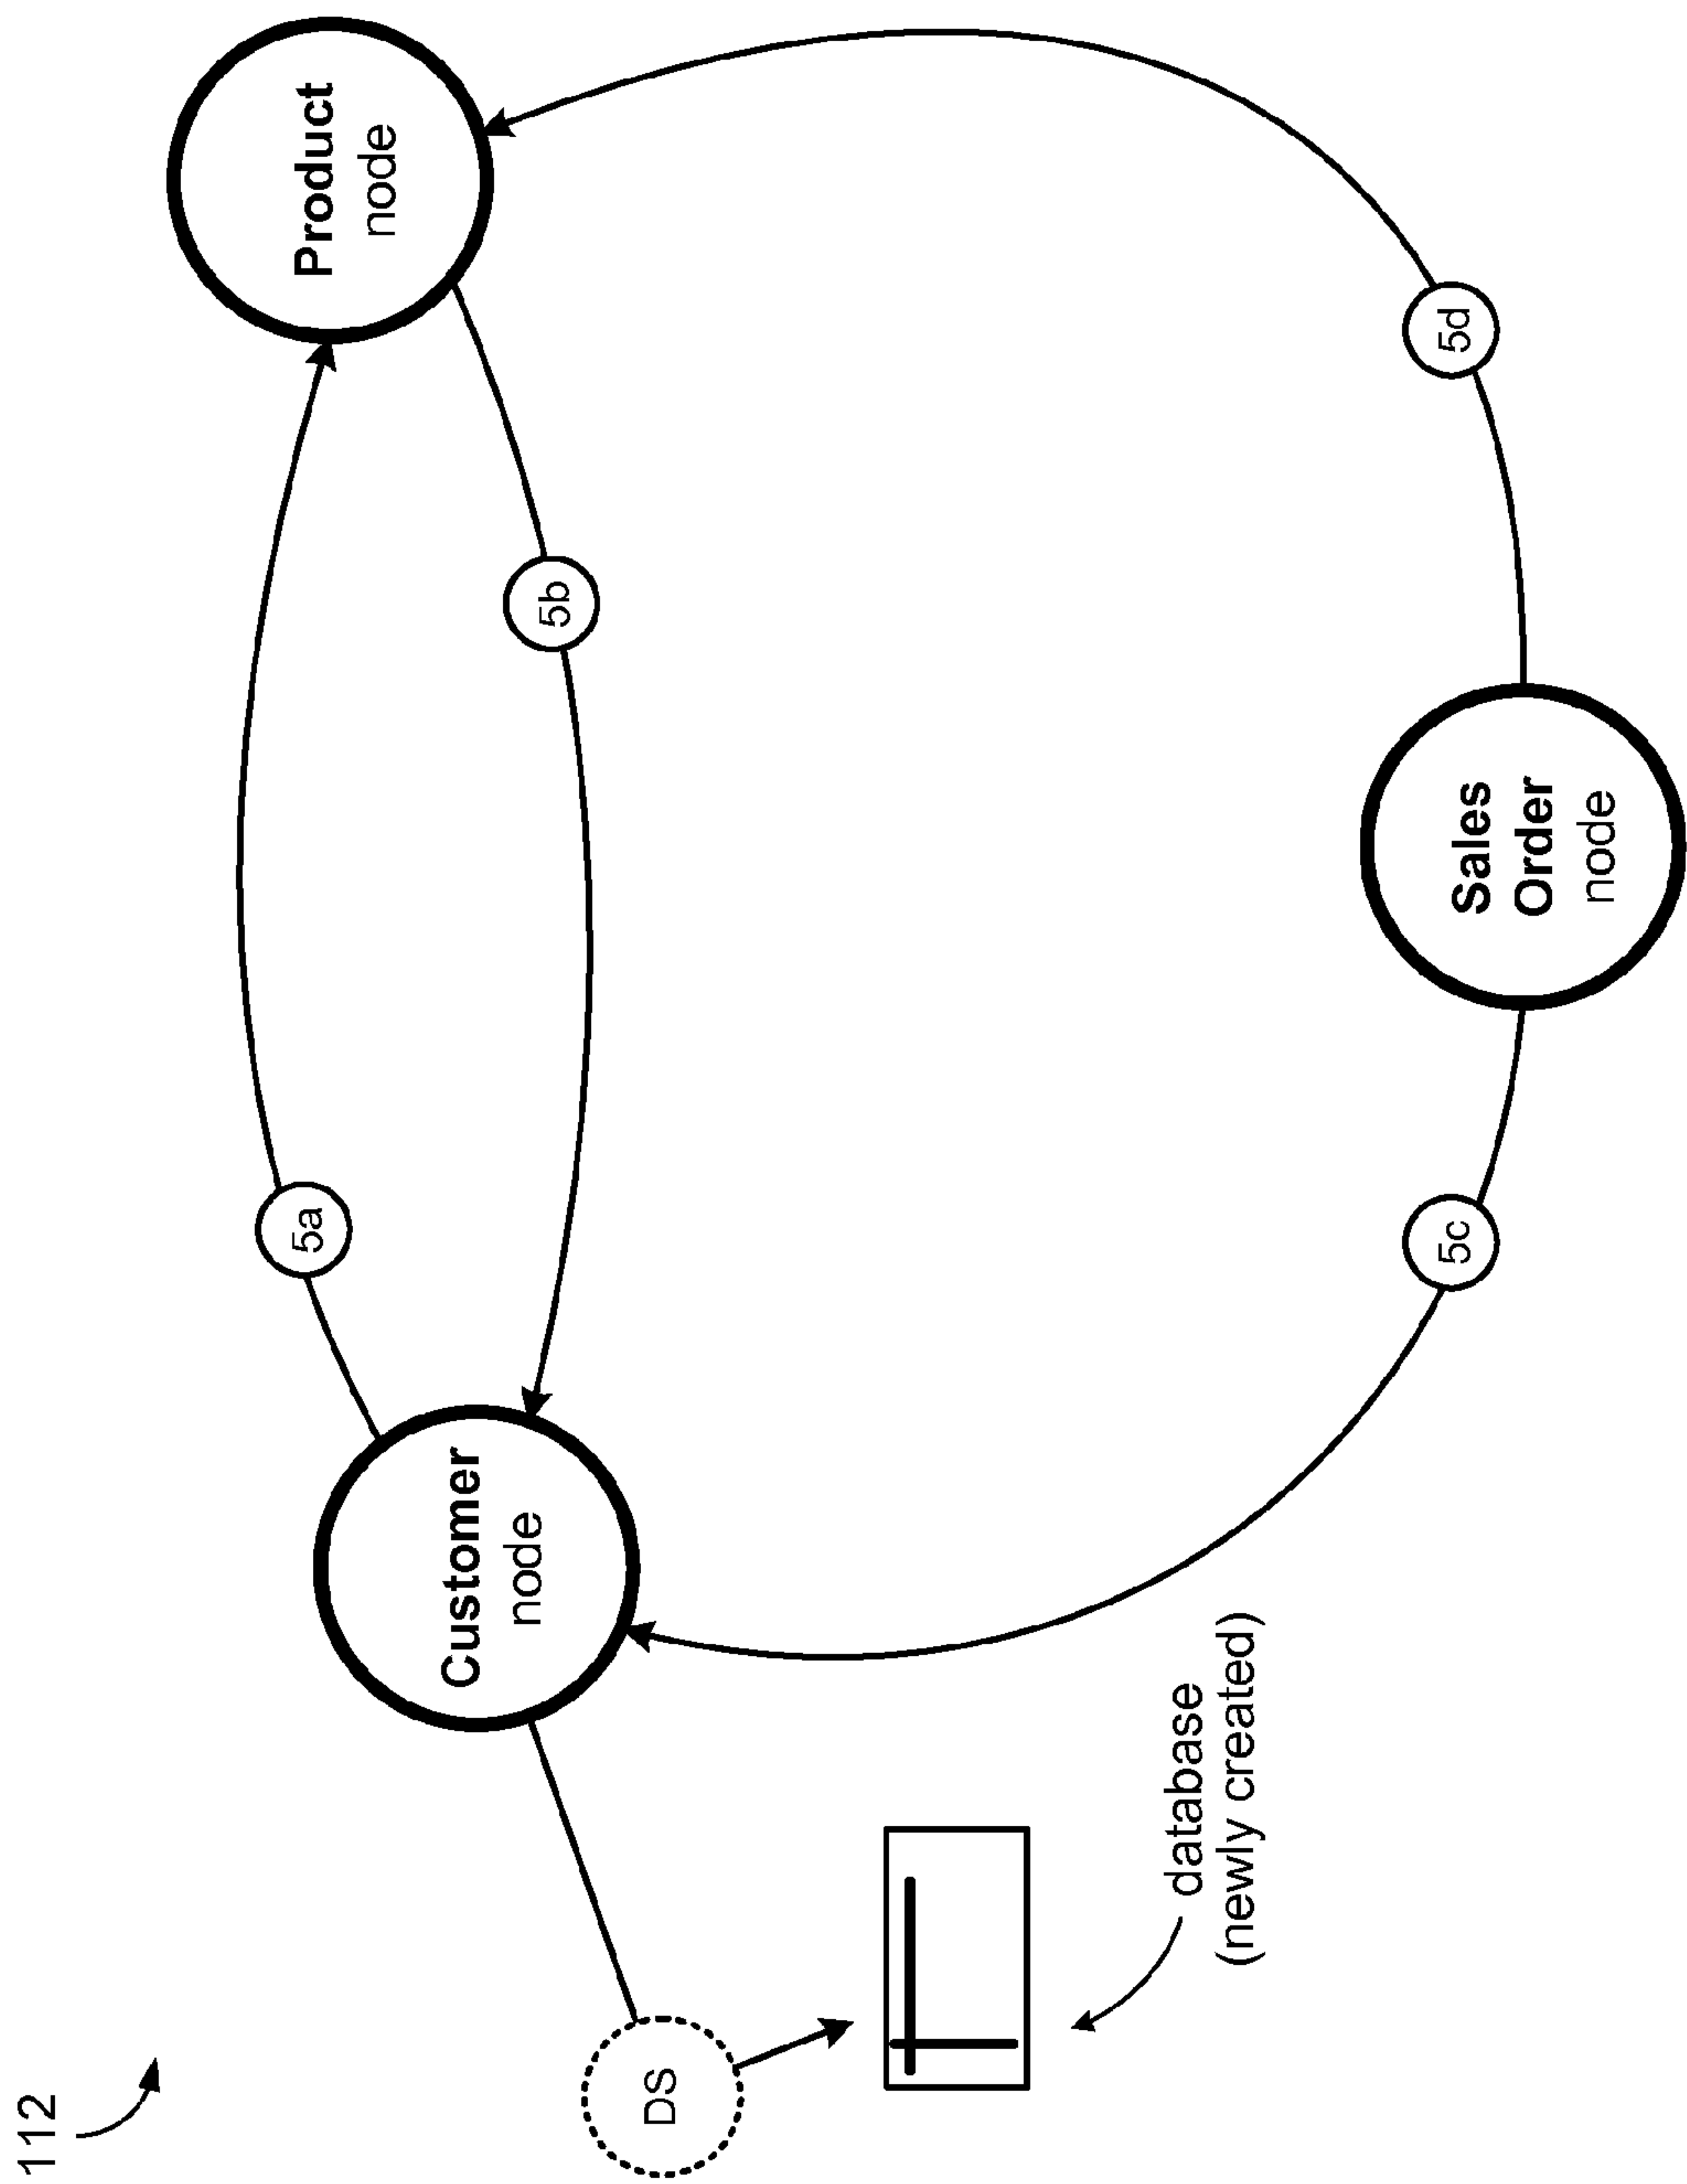 112
5a
Product
node
Customer
node
5b
DS
database
(newly created)
5c
5d
Sales
Order
node